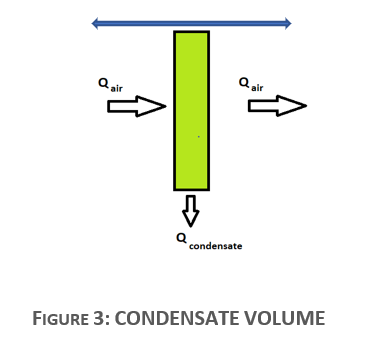 Q air
Q air
Q condensate
FIGURE 3: CONDENSATE VOLUME